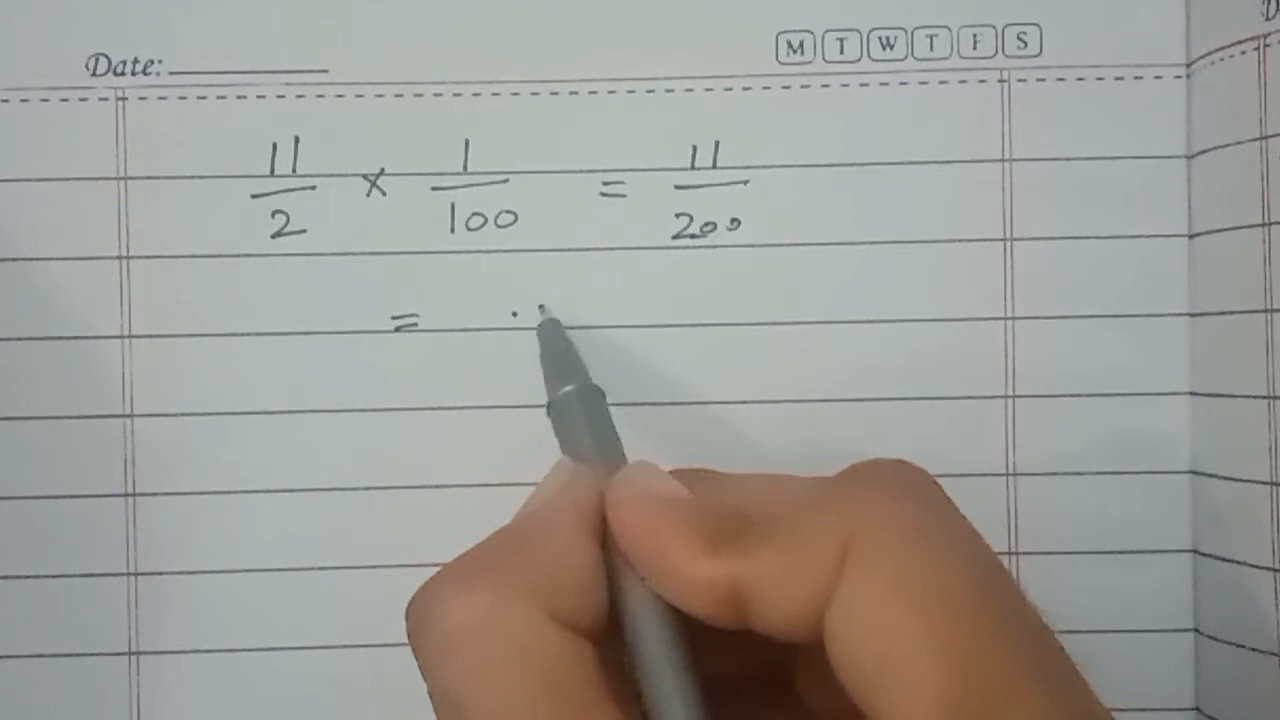 Date:
M T W T F S
11/2 × 1/100 = 11/200
= .